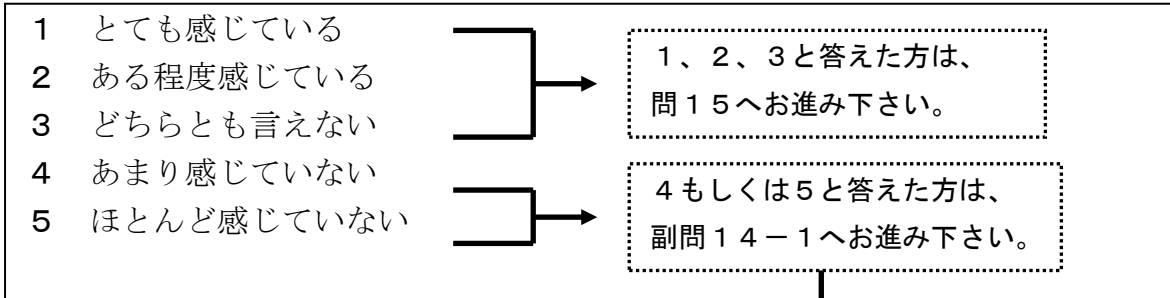 1 とても感じている
2 ある程度感じている
3 どちらとも言えない
4 あまり感じていない
5 ほとんど感じていない
１、２、３と答えた方は、
問１５へお進み下さい。
４もしくは５と答えた方は、
副問１４－１へお進み下さい。